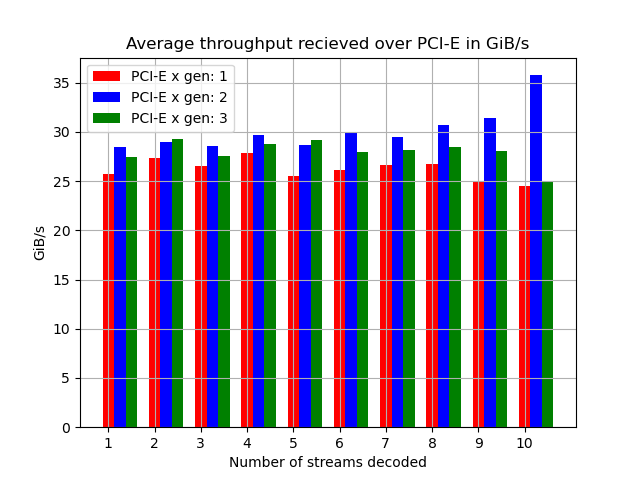 Average throughput recieved over PCI-E in GiB/s
PCI-E x gen: 1
PCI-E x gen: 2
PCI-E x gen: 3
35
30
25
20
15
10
5
0
GiB/s
1 2 3 4 5 6 7 8 9 10
Number of streams decoded